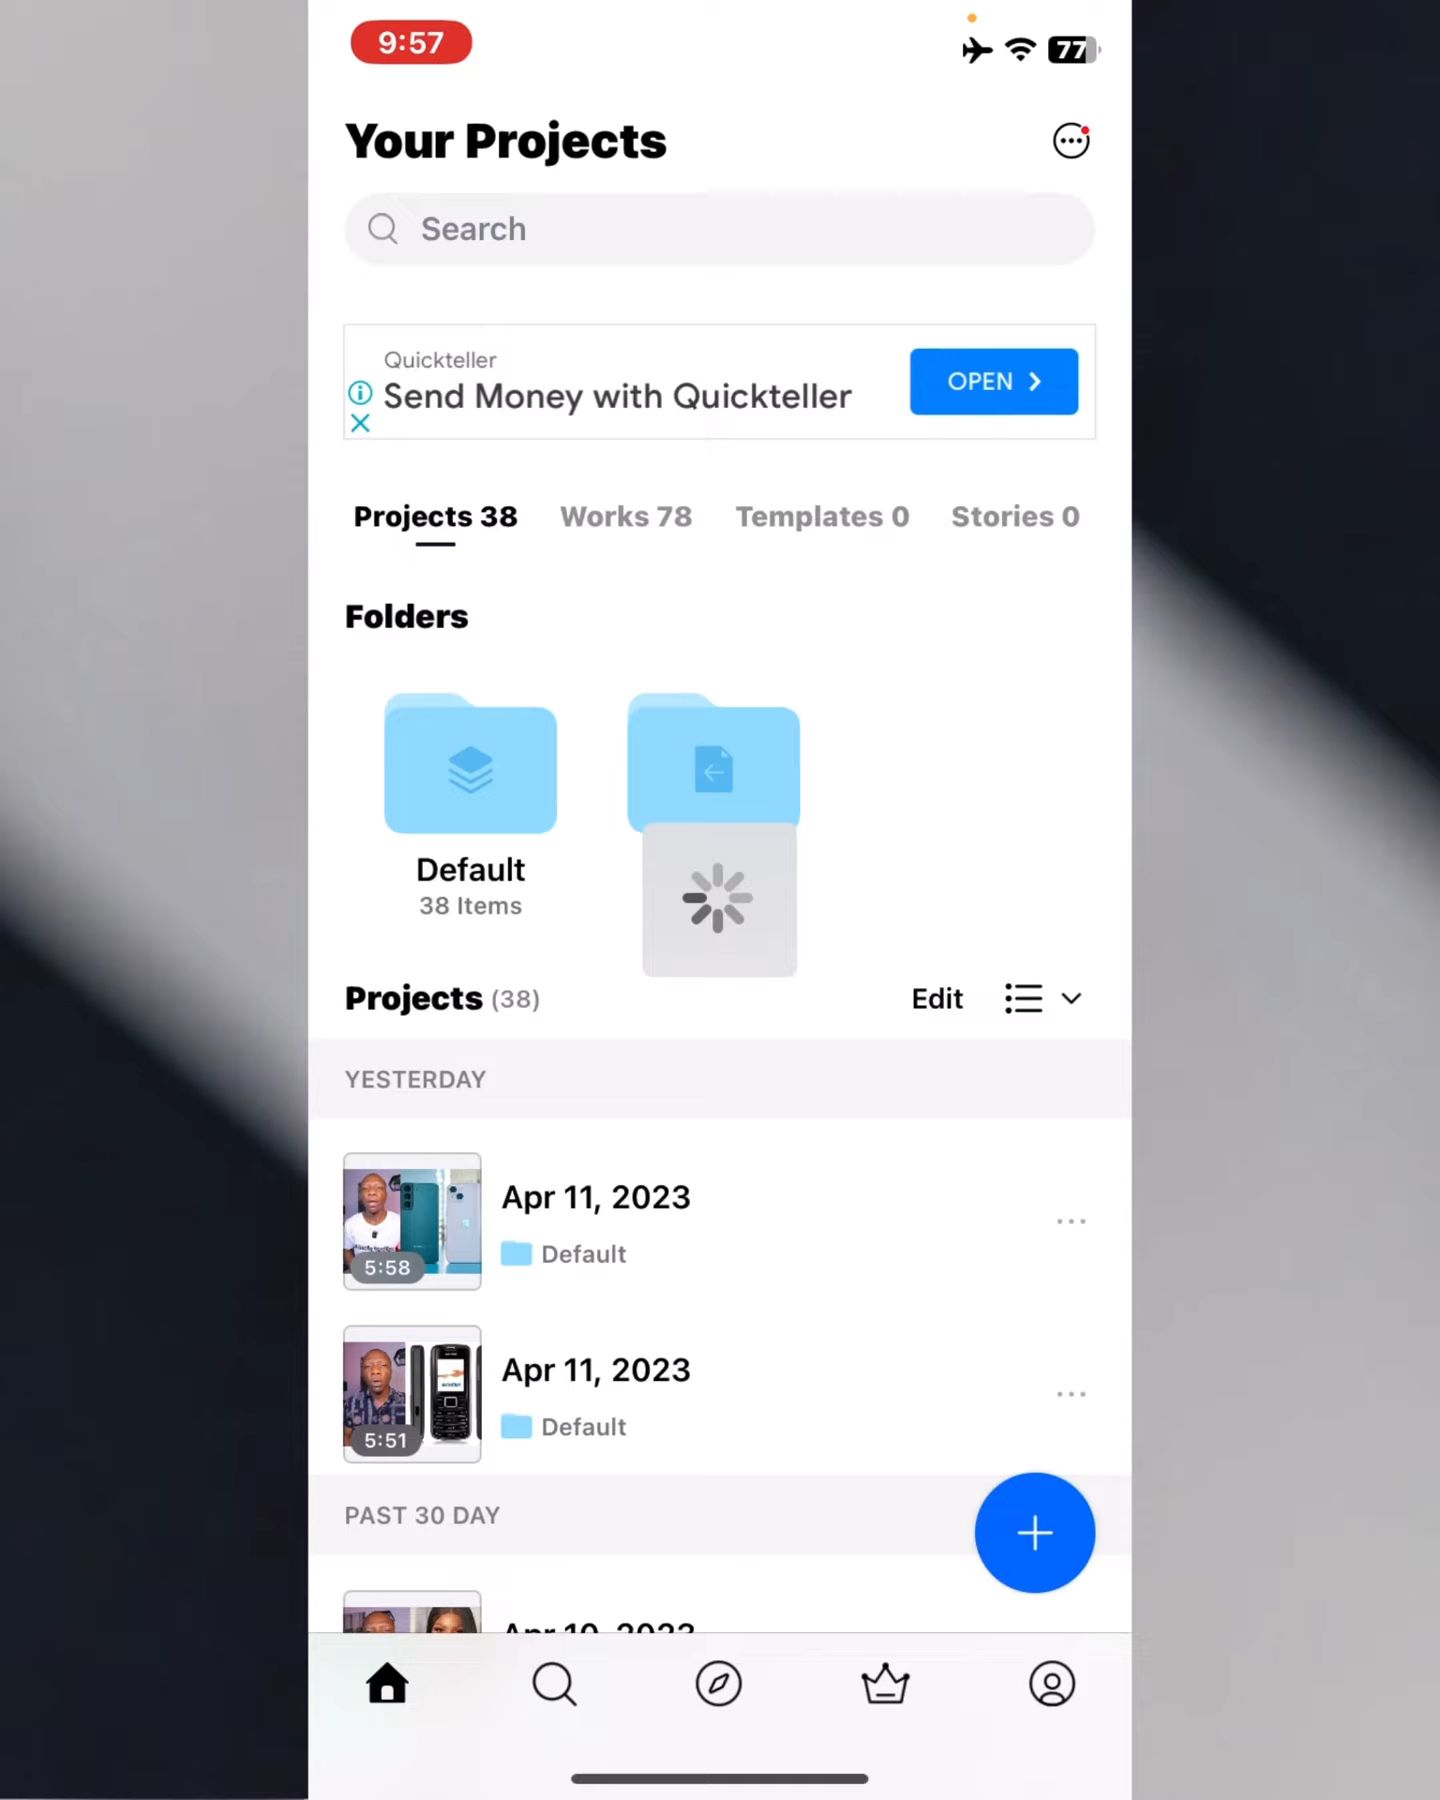 9:57
77
Your Projects
Search
Quickteller
Send Money with Quickteller
OPEN
Projects 38 Works 78 Templates 0 Stories 0
Folders
Default
38 Items
Projects (38)
Edit
YESTERDAY
Apr 11, 2023
Default
5:58
Apr 11, 2023
Default
5:51
PAST 30 DAY
Apr 10, 2023